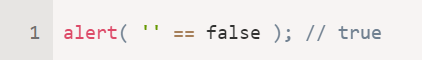 1 alert( '' == false ); // true